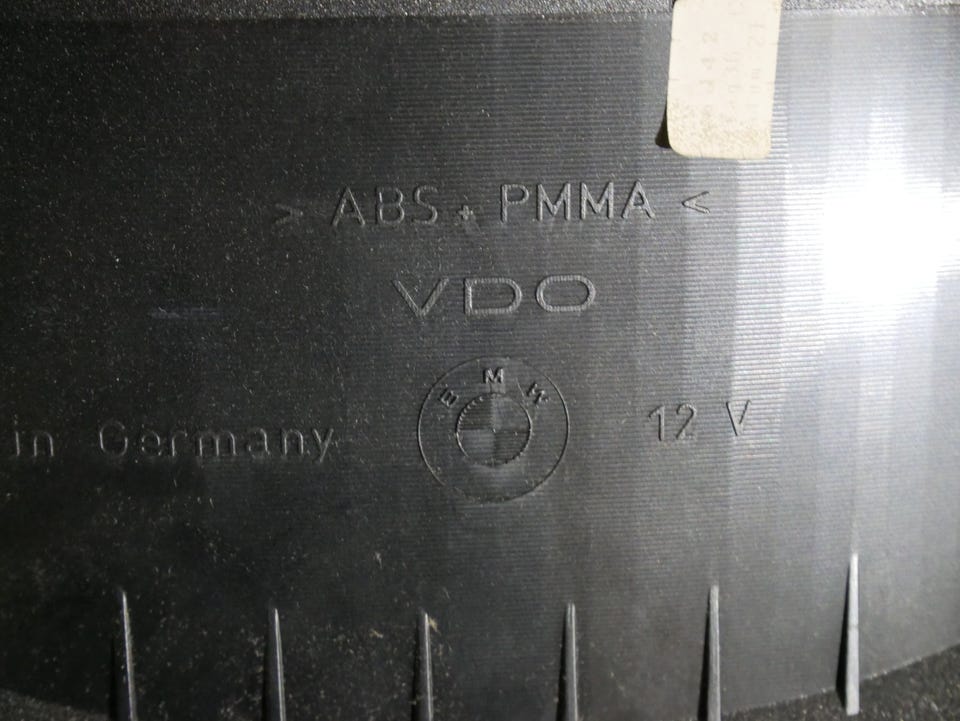 > ABS + PMMA <
VDO
BMW
in Germany
12 V